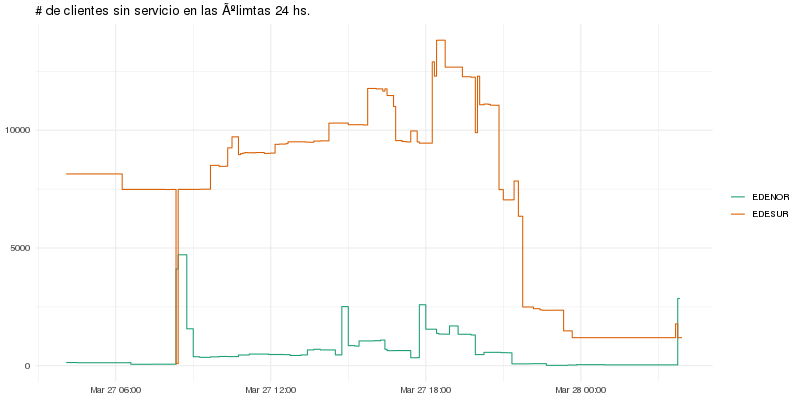 # de clientes sin servicio en las Ãºlimtas 24 hs.
10000
5000
0
Mar 27 06:00
Mar 27 12:00
Mar 27 18:00
Mar 28 00:00
EDENOR
EDESUR